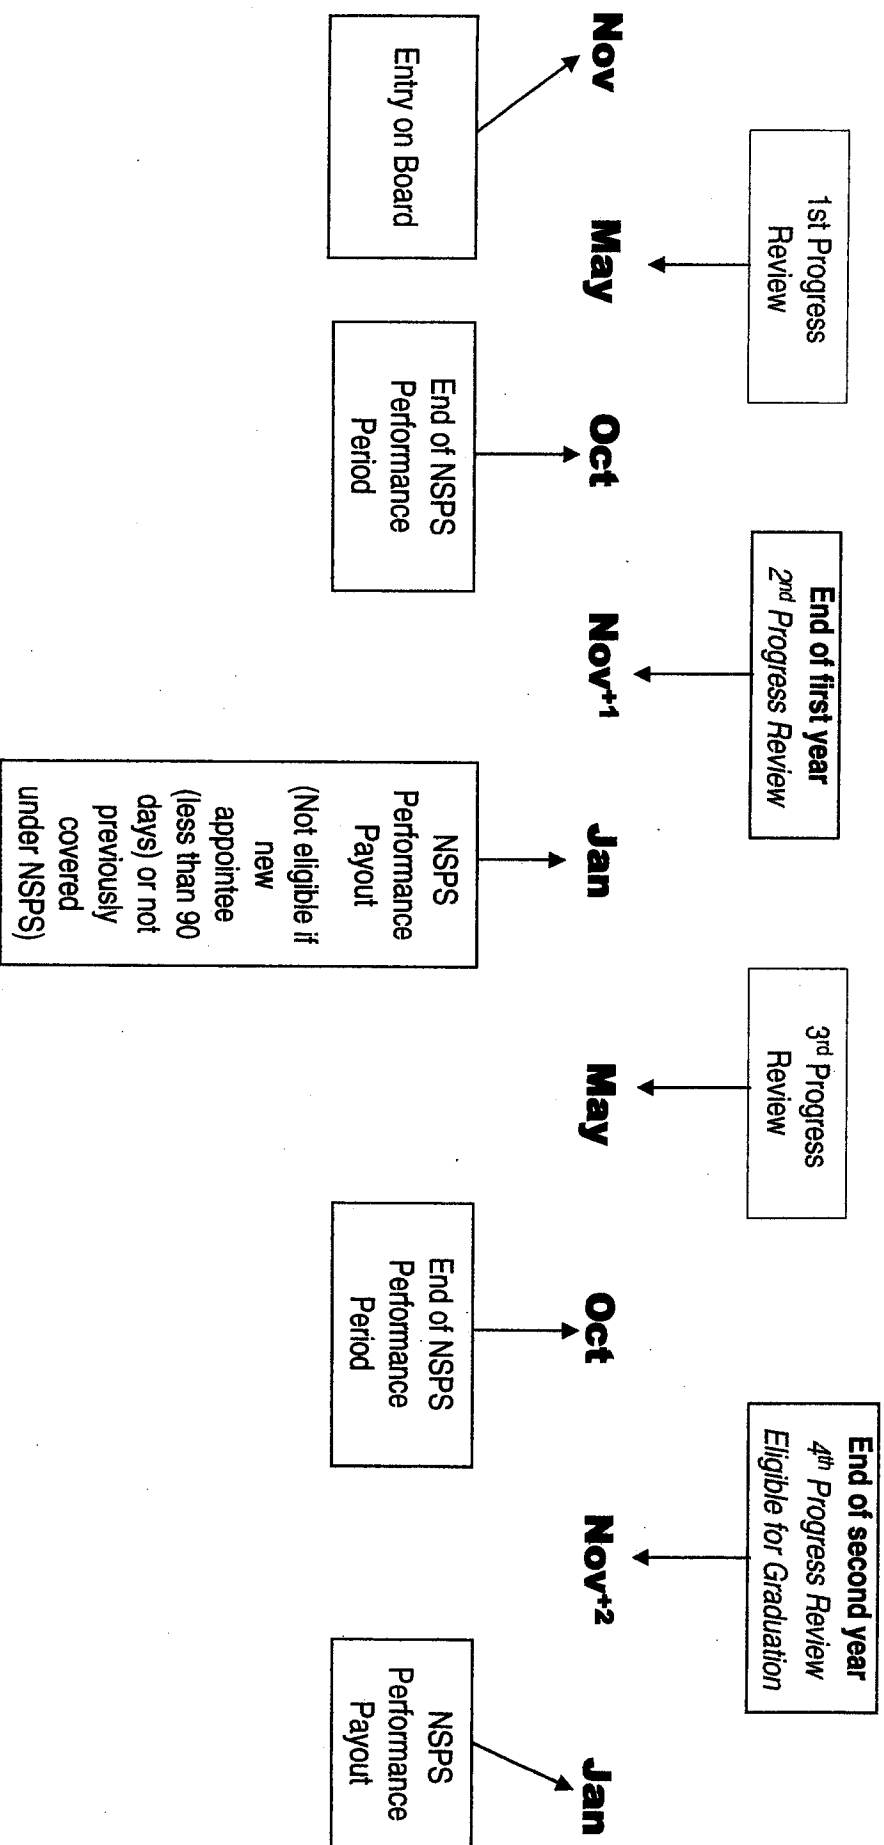 1st Progress
Review
End of first year
2nd Progress Review
3rd Progress
Review
End of second year
4th Progress Review
Eligible for Graduation
Nov
May
Oct
Nov+1
Jan
May
Oct
Nov+2
Jan
Entry on Board
End of NSPS
Performance
Period
NSPS
Performance
Payout
(Not eligible if
new
appointee
(less than 90
days) or not
previously
covered
under NSPS)
End of NSPS
Performance
Period
NSPS
Performance
Payout